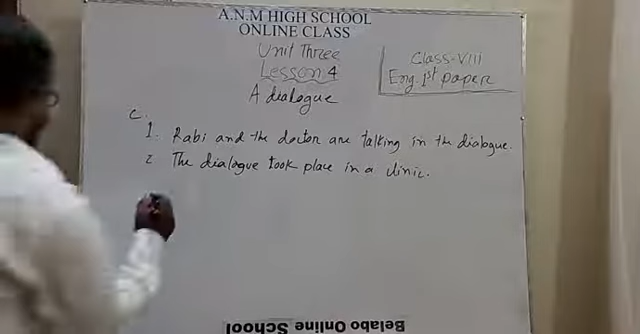 A.N.M HIGH SCHOOL
ONLINE CLASS
Unit Three
Lesson 4
A dialogue
Class-VIII
Eng. 1st paper
C.
1. Rabi and the doctor are talking in the dialogue.
2 The dialogue took place in a clinic.
Belabo Online School